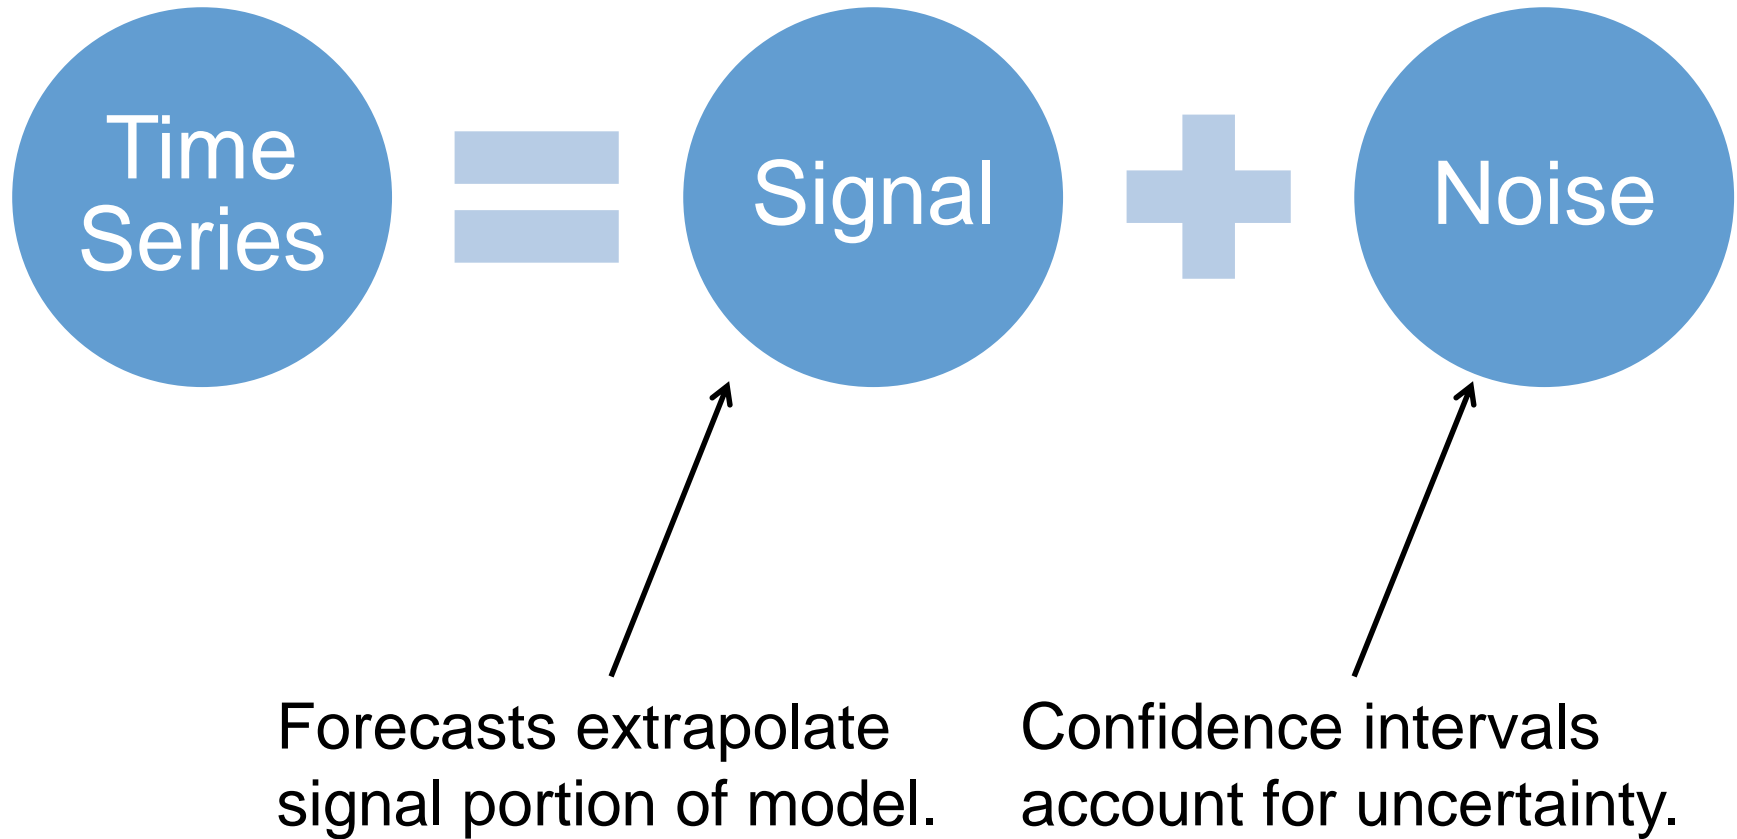 Time
Series
Signal
Noise
Forecasts extrapolate
signal portion of model.
Confidence intervals
account for uncertainty.